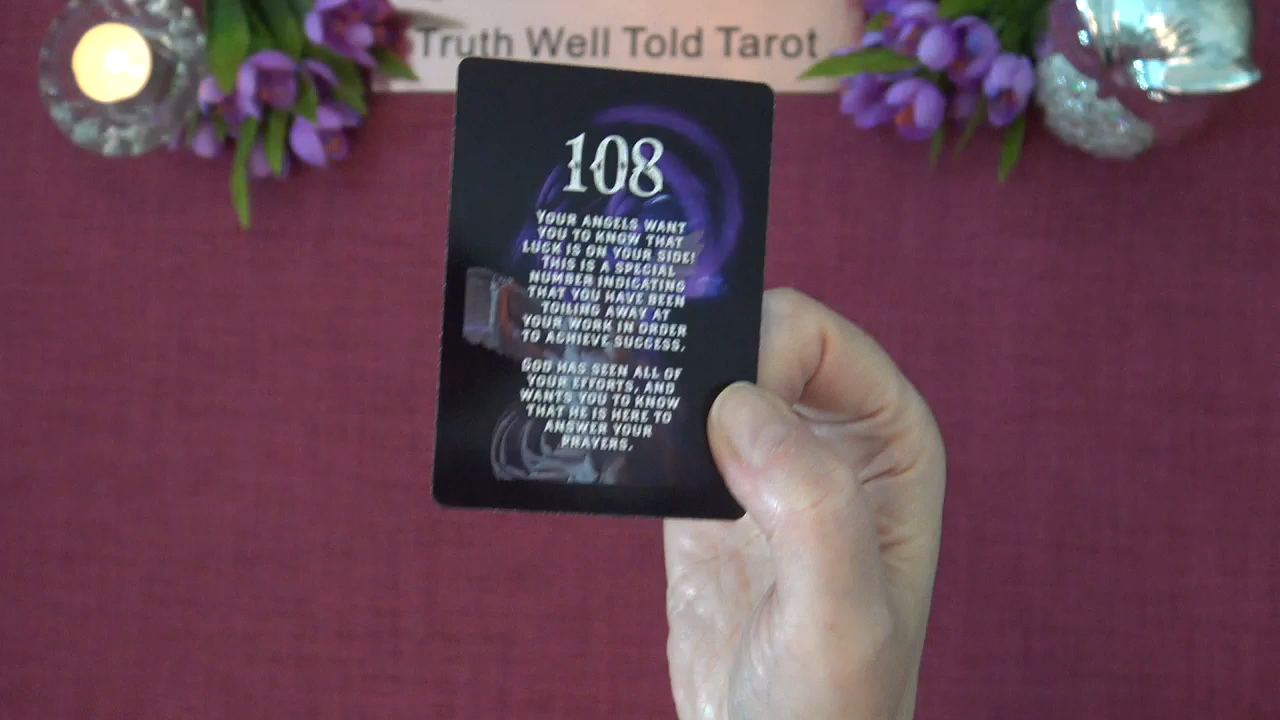 Truth Well Told Tarot
108
YOUR ANGELS WANT
YOU TO KNOW THAT
LUCK IS ON YOUR SIDE!
THIS IS A SPECIAL
NUMBER INDICATING
THAT YOU HAVE BEEN
TOILING AWAY AT
YOUR WORK IN ORDER
TO ACHIEVE SUCCESS.
GOD HAS SEEN ALL OF
YOUR EFFORTS, AND
WANTS YOU TO KNOW
THAT HE IS HERE TO
ANSWER YOUR
PRAYERS.